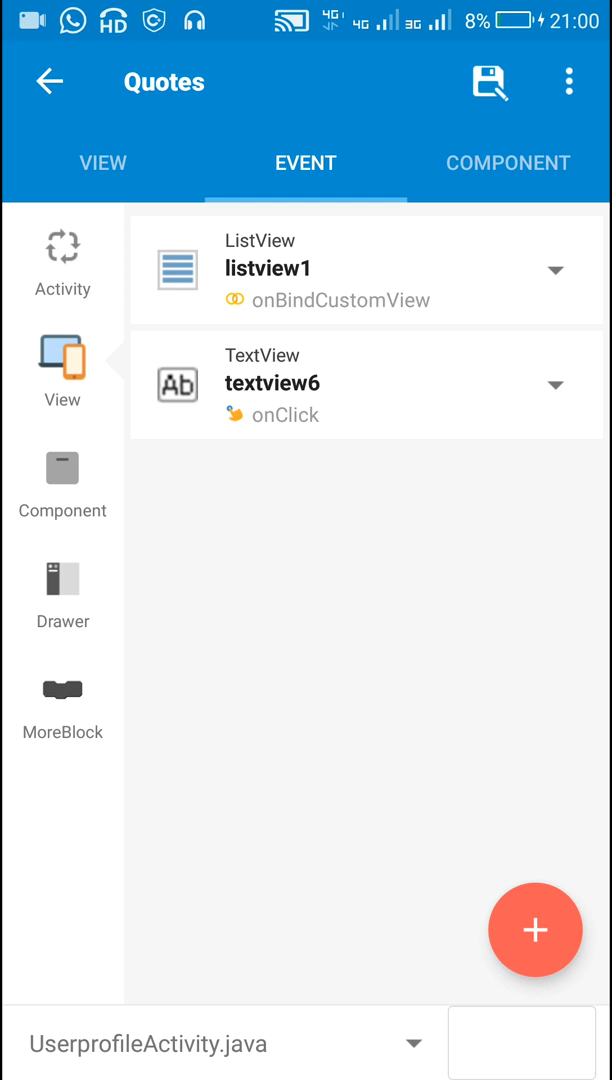 HD
4G
4G
3G
8%
21:00
Quotes
VIEW
EVENT
COMPONENT
Activity
View
Component
Drawer
MoreBlock
ListView
listview1
onBindCustomView
Ab
TextView
textview6
onClick
UserprofileActivity.java